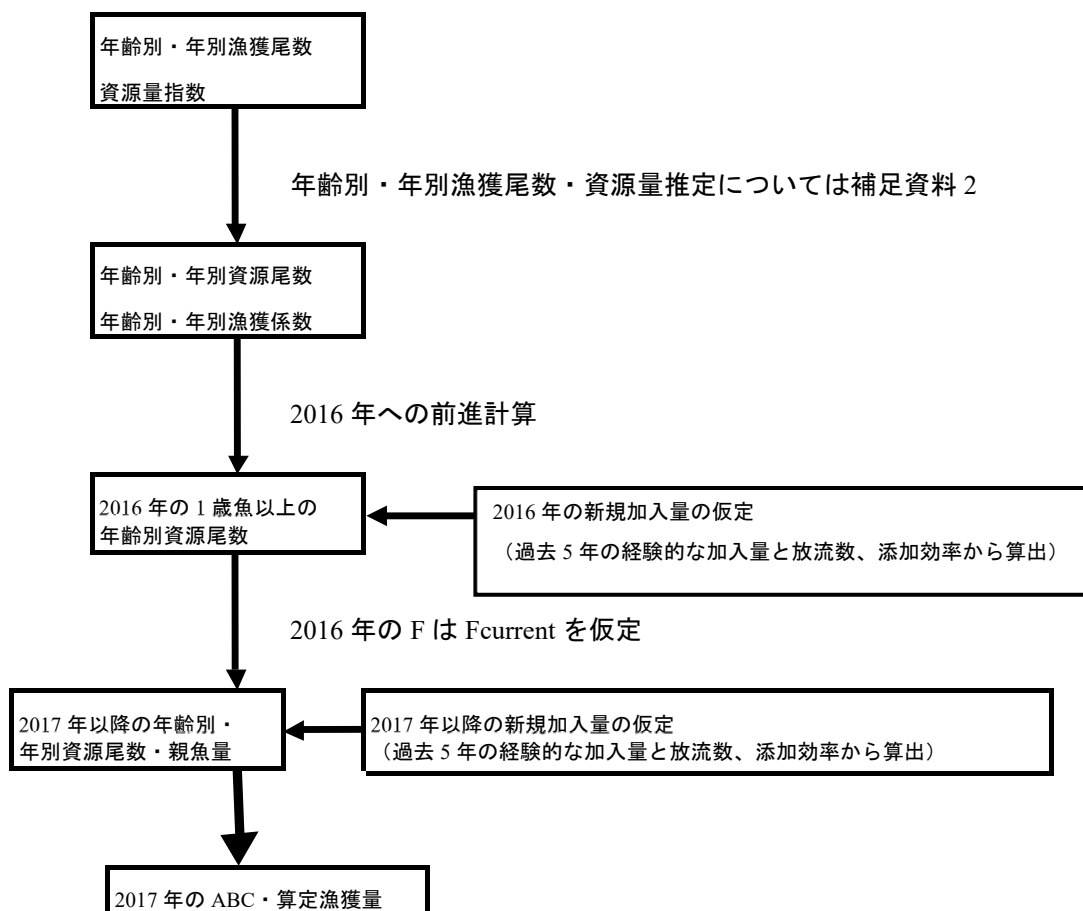 年齢別・年別漁獲尾数
資源量指数
年齢別・年別漁獲尾数・資源量推定については補足資料 2
年齢別・年別資源尾数
年齢別・年別漁獲係数
2016 年への前進計算
2016 年の 1 歳魚以上の
年齢別資源尾数
2016 年の新規加入量の仮定
（過去 5 年の経験的な加入量と放流数、添加効率から算出）
2016 年の F は Fcurrent を仮定
2017 年以降の年齢別・
年別資源尾数・親魚量
2017 年以降の新規加入量の仮定
（過去 5 年の経験的な加入量と放流数、添加効率から算出）
2017 年の ABC・算定漁獲量